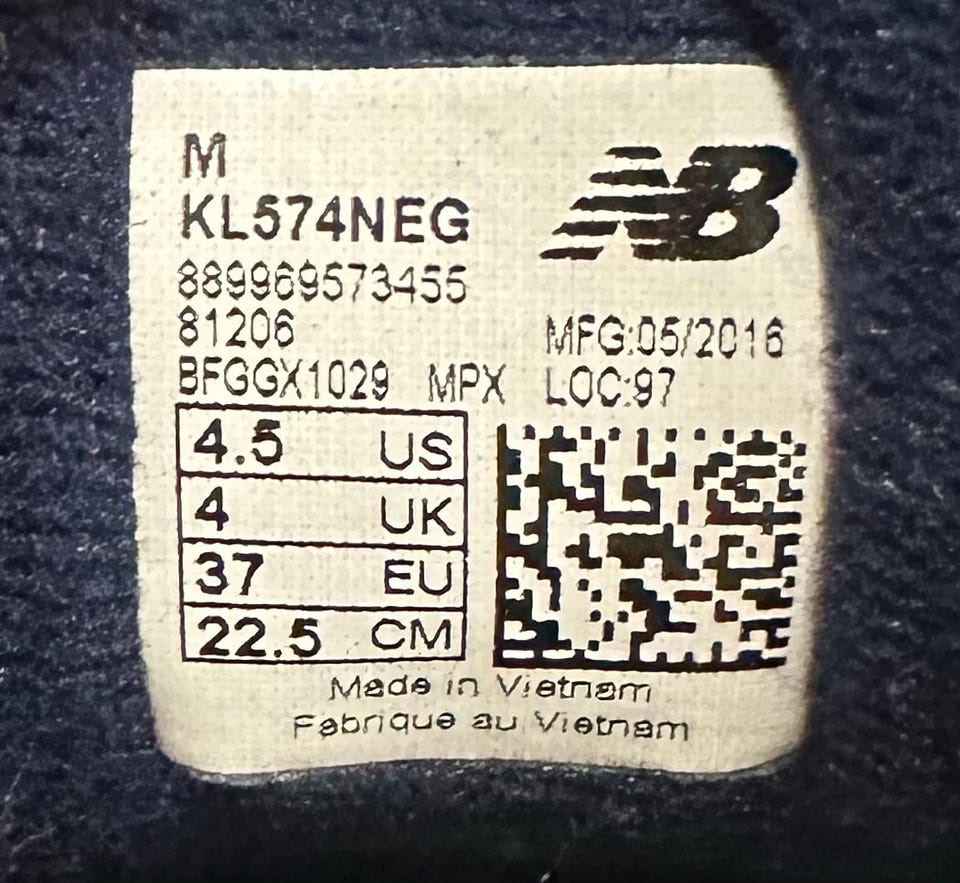 M
KL574NEG
NB
889969573455
81206
MFG:05/2016
BFGGX1029 MPX LOC:97
4.5 US
4 UK
37 EU
22.5 CM
Made in Vietnam
Fabrique au Vietnam